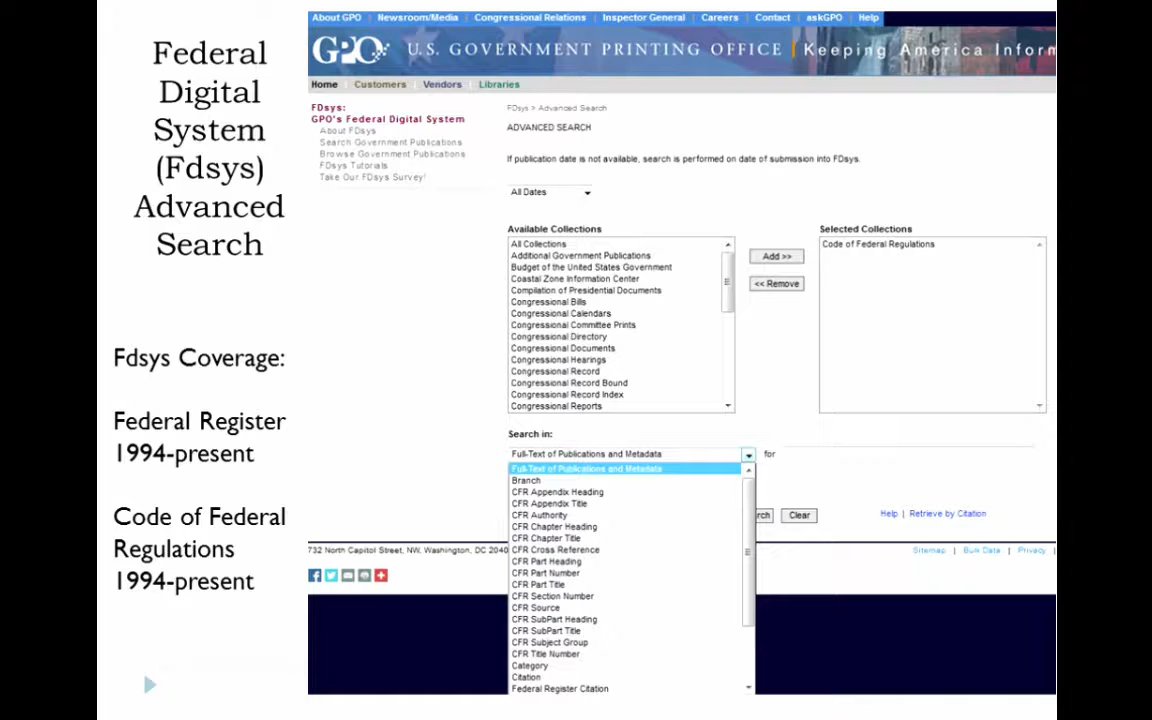 Federal
Digital
System
(Fdsys)
Advanced
Search
Fdsys Coverage:
Federal Register
1994-present
Code of Federal
Regulations
1994-present
About GPO | Newsroom/Media | Congressional Relations | Inspector General | Careers | Contact | askGPO | Help
GPO U.S. GOVERNMENT PRINTING OFFICE | Keeping America Inform
Home Customers Vendors Libraries
FDsys:
GPO's Federal Digital System
About FDsys
Search Government Publications
Browse Government Publications
FDsys Tutorials
Take Our FDsys Survey!
FDsys > Advanced Search
ADVANCED SEARCH
If publication date is not available, search is performed on date of submission into FDsys.
All Dates
Available Collections
All Collections
Additional Government Publications
Budget of the United States Government
Coastal Zone Information Center
Compilation of Presidential Documents
Congressional Bills
Congressional Calendars
Congressional Committee Prints
Congressional Directory
Congressional Documents
Congressional Hearings
Congressional Record
Congressional Record Bound
Congressional Record Index
Congressional Reports
Add >>
<< Remove
Selected Collections
Code of Federal Regulations
Search in:
Full-Text of Publications and Metadata for
Full-Text of Publications and Metadata
Branch
CFR Appendix Heading
CFR Appendix Title
CFR Authority
CFR Chapter Heading
CFR Chapter Title
CFR Cross Reference
CFR Part Heading
CFR Part Number
CFR Part Title
CFR Section Number
CFR Source
CFR SubPart Heading
CFR SubPart Title
CFR Subject Group
CFR Title Number
Category
Citation
Federal Register Citation
rch Clear
Help | Retrieve by Citation
732 North Capitol Street, NW, Washington, DC 2040
Sitemap | Bulk Data | Privacy |